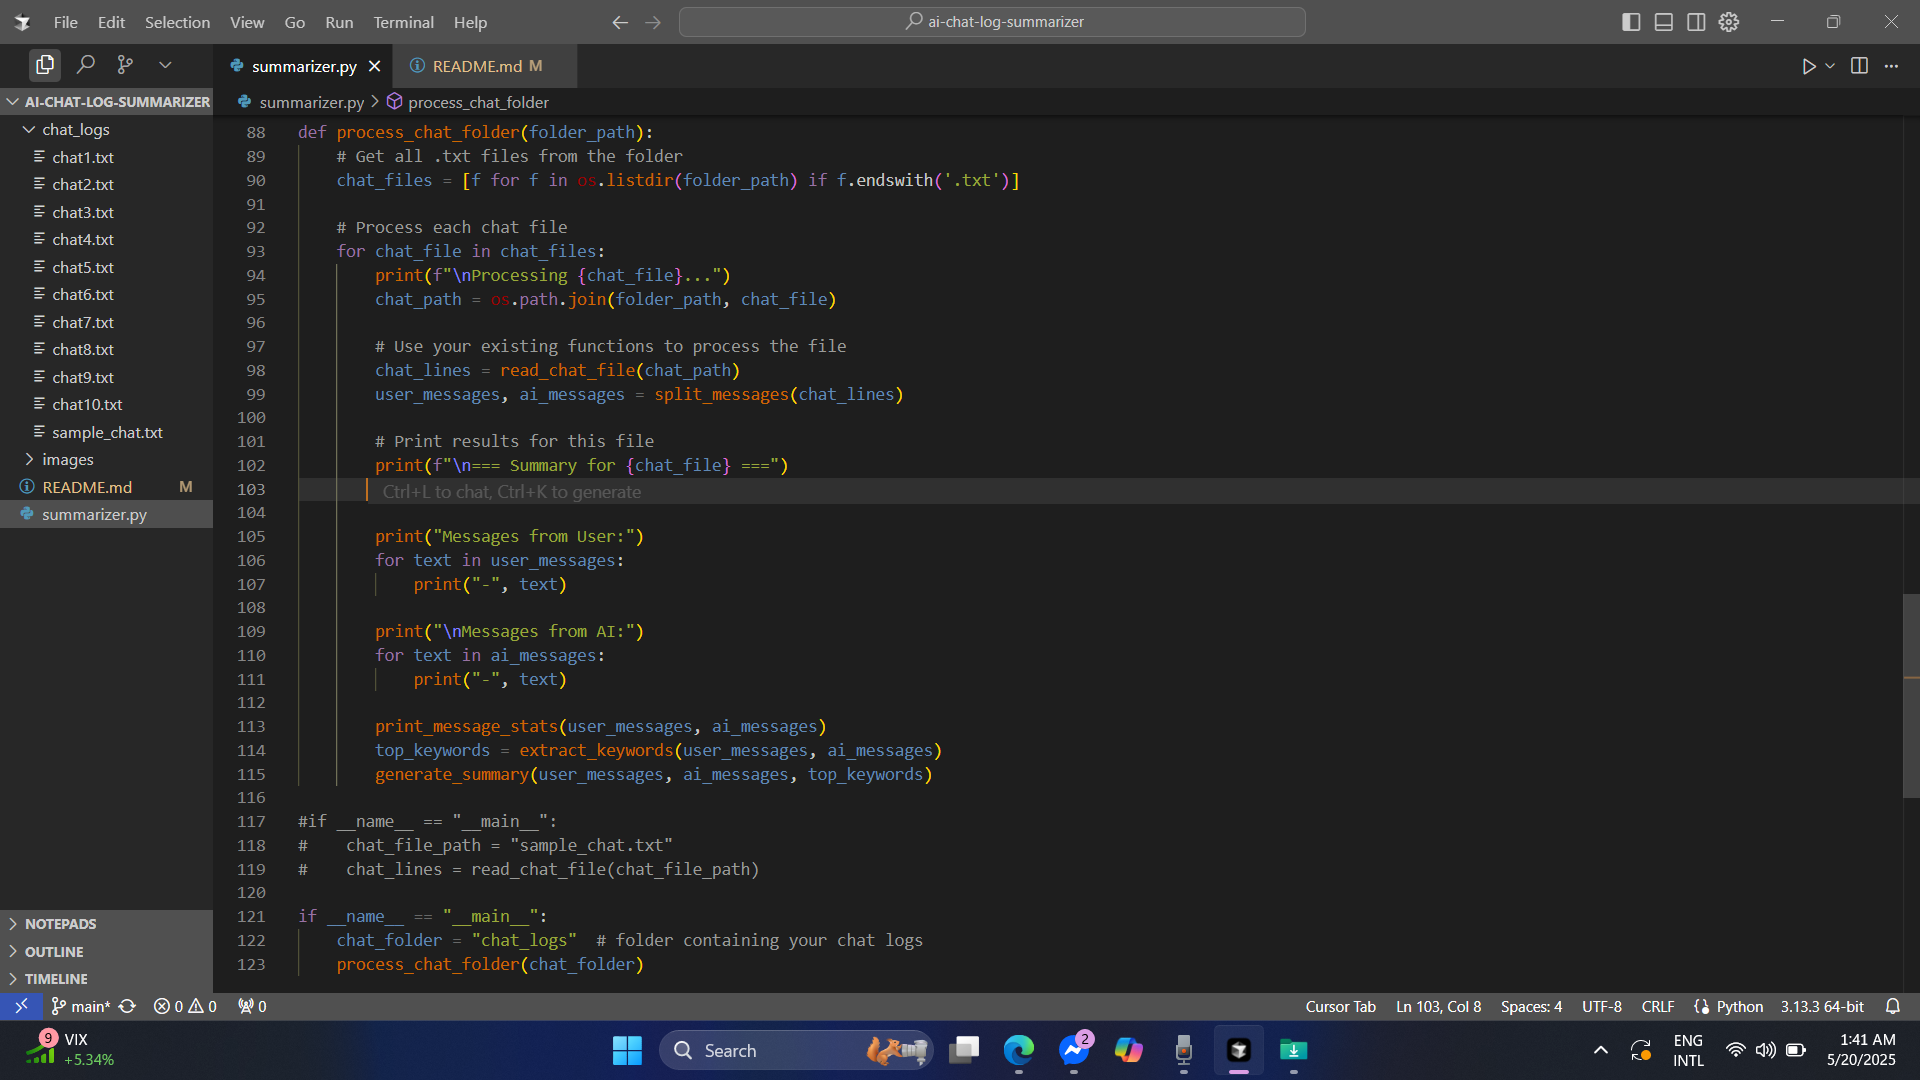 File Edit Selection View Go Run Terminal Help
ai-chat-log-summarizer
summarizer.py
README.md M
AI-CHAT-LOG-SUMMARIZER
chat_logs
chat1.txt
chat2.txt
chat3.txt
chat4.txt
chat5.txt
chat6.txt
chat7.txt
chat8.txt
chat9.txt
chat10.txt
sample_chat.txt
images
README.md M
summarizer.py
NOTEPADS
OUTLINE
TIMELINE
summarizer.py > process_chat_folder
88 def process_chat_folder(folder_path):
89     # Get all .txt files from the folder
90     chat_files = [f for f in os.listdir(folder_path) if f.endswith('.txt')]
91
92     # Process each chat file
93     for chat_file in chat_files:
94         print(f"\nProcessing {chat_file}...")
95         chat_path = os.path.join(folder_path, chat_file)
96
97         # Use your existing functions to process the file
98         chat_lines = read_chat_file(chat_path)
99         user_messages, ai_messages = split_messages(chat_lines)
100
101         # Print results for this file
102         print(f"\n=== Summary for {chat_file} ===")
103         Ctrl+L to chat, Ctrl+K to generate
104
105         print("Messages from User:")
106         for text in user_messages:
107             print("-", text)
108
109         print("\nMessages from AI:")
110         for text in ai_messages:
111             print("-", text)
112
113         print_message_stats(user_messages, ai_messages)
114         top_keywords = extract_keywords(user_messages, ai_messages)
115         generate_summary(user_messages, ai_messages, top_keywords)
116
117 #if __name__ == "__main__":
118 #    chat_file_path = "sample_chat.txt"
119 #    chat_lines = read_chat_file(chat_file_path)
120
121 if __name__ == "__main__":
122     chat_folder = "chat_logs"  # folder containing your chat logs
123     process_chat_folder(chat_folder)
main* 0 0 0
Cursor Tab Ln 103, Col 8 Spaces: 4 UTF-8 CRLF {} Python 3.13.3 64-bit
9 VIX
+5.34%
Search
2
ENG
INTL
1:41 AM
5/20/2025